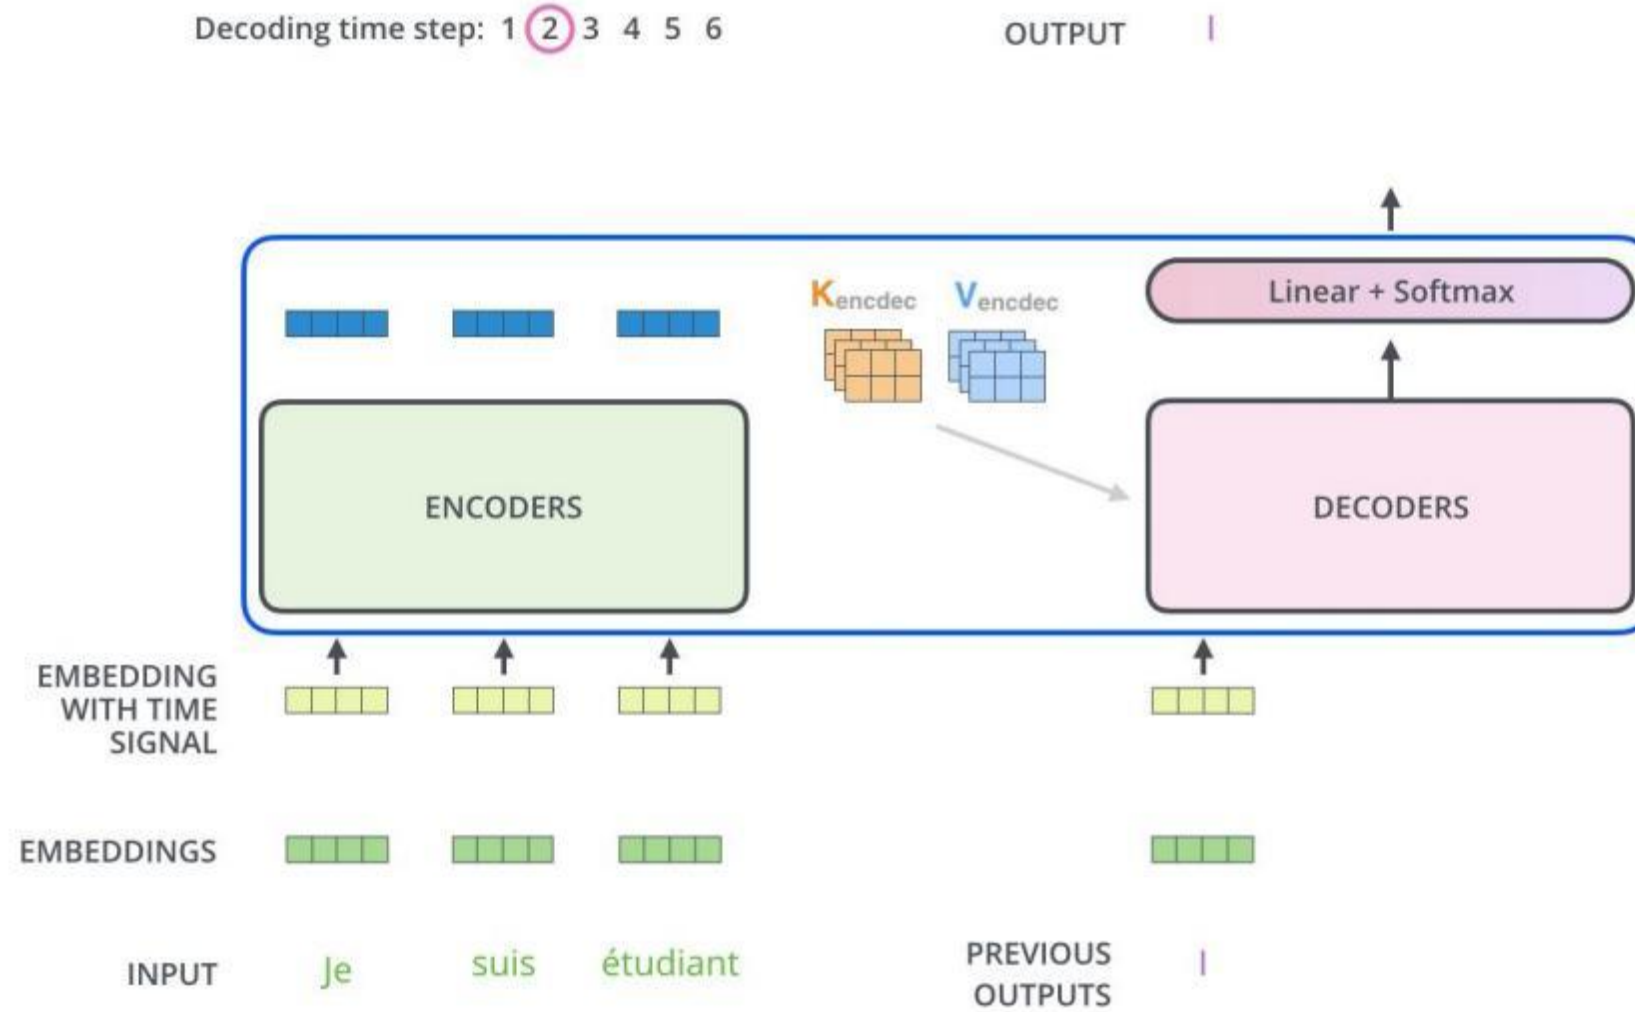 Decoding time step: 1 2 3 4 5 6
OUTPUT I
Kencdec Vencdec
Linear + Softmax
ENCODERS
DECODERS
EMBEDDING
WITH TIME
SIGNAL
EMBEDDINGS
INPUT Je suis étudiant
PREVIOUS
OUTPUTS
I